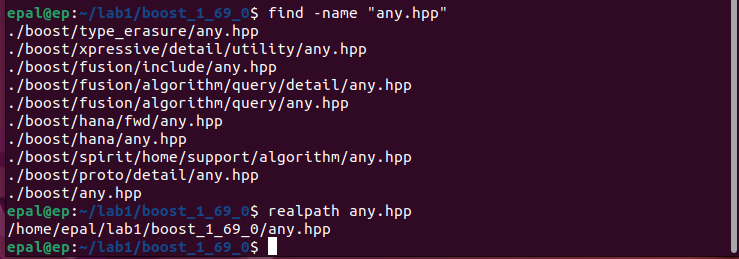 epal@ep:~/lab1/boost_1_69_0$ find -name "any.hpp"
./boost/type_erasure/any.hpp
./boost/xpressive/detail/utility/any.hpp
./boost/fusion/include/any.hpp
./boost/fusion/algorithm/query/detail/any.hpp
./boost/fusion/algorithm/query/any.hpp
./boost/hana/fwd/any.hpp
./boost/hana/any.hpp
./boost/spirit/home/support/algorithm/any.hpp
./boost/proto/detail/any.hpp
./boost/any.hpp
epal@ep:~/lab1/boost_1_69_0$ realpath any.hpp
/home/epal/lab1/boost_1_69_0/any.hpp
epal@ep:~/lab1/boost_1_69_0$